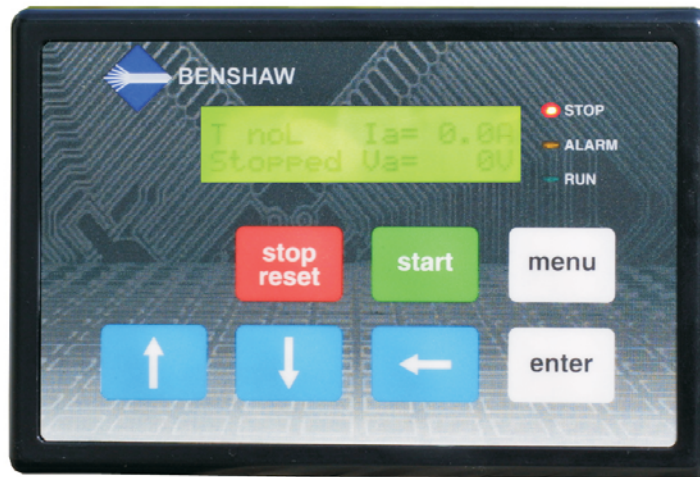 BENSHAW
T noL Ia= 0.0A
Stopped Va= 0V
STOP
ALARM
RUN
stop
reset
start
menu
enter